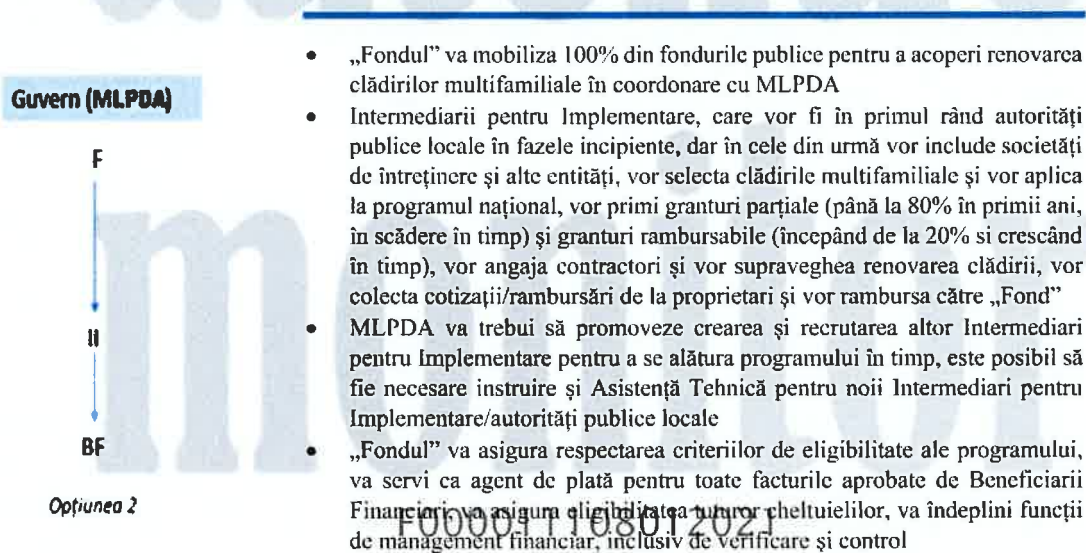 Guvern (MLPDA)
F
II
BF
Opțiunea 2
• „Fondul” va mobiliza 100% din fondurile publice pentru a acoperi renovarea
clădirilor multifamiliale în coordonare cu MLPDA
• Intermediarii pentru Implementare, care vor fi în primul rând autorități
publice locale în fazele incipiente, dar în cele din urmă vor include societăți
de întreținere și alte entități, vor selecta clădirile multifamiliale și vor aplica
la programul național, vor primi granturi parțiale (până la 80% în primii ani,
în scădere în timp) și granturi rambursabile (începând de la 20% si crescând
în timp), vor angaja contractori și vor supraveghea renovarea clădirii, vor
colecta cotizații/rambursări de la proprietari și vor rambursa către „Fond”
• MLPDA va trebui să promoveze crearea și recrutarea altor Intermediari
pentru Implementare pentru a se alătura programului în timp, este posibil să
fie necesare instruire și Asistență Tehnică pentru noii Intermediari pentru
Implementare/autorități publice locale
• „Fondul” va asigura respectarea criteriilor de eligibilitate ale programului,
va servi ca agent de plată pentru toate facturile aprobate de Beneficiarii
Financiari, va asigura eligibilitatea tuturor cheltuielilor, va îndeplini funcții
de management financiar, inclusiv de verificare și control
F0000911108012021
monitor